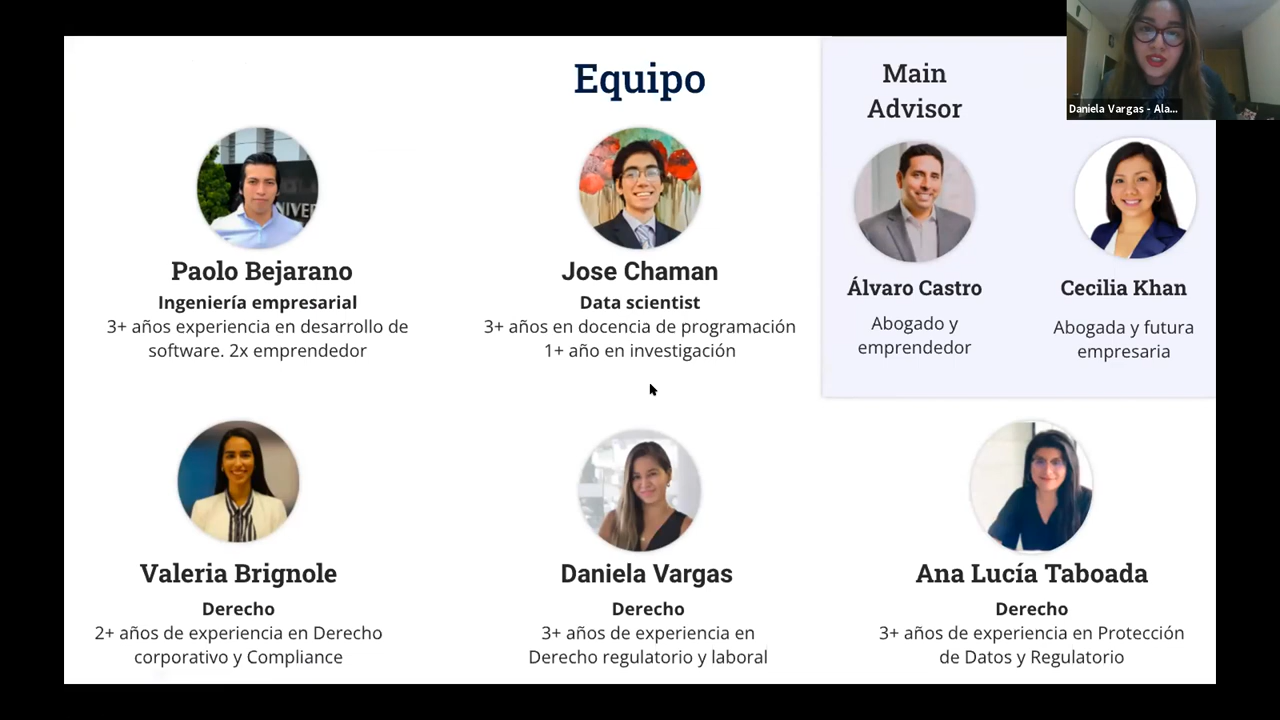 Equipo
Main
Advisor
Daniela Vargas - Ala...
Paolo Bejarano
Ingeniería empresarial
3+ años experiencia en desarrollo de
software. 2x emprendedor
Jose Chaman
Data scientist
3+ años en docencia de programación
1+ año en investigación
Álvaro Castro
Abogado y
emprendedor
Cecilia Khan
Abogada y futura
empresaria
Valeria Brignole
Derecho
2+ años de experiencia en Derecho
corporativo y Compliance
Daniela Vargas
Derecho
3+ años de experiencia en
Derecho regulatorio y laboral
Ana Lucía Taboada
Derecho
3+ años de experiencia en Protección
de Datos y Regulatorio